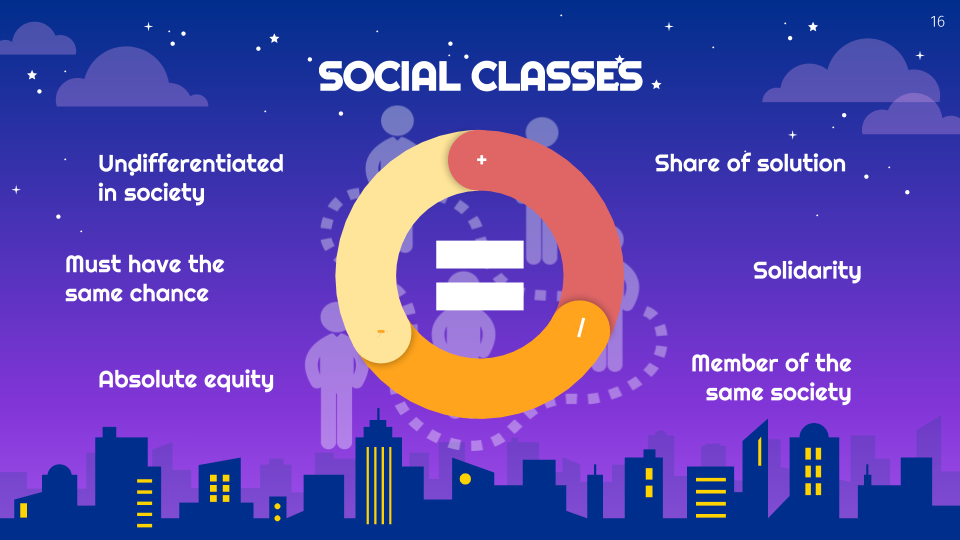 16
SOCIAL CLASSES
Undifferentiated
in society
Must have the
same chance
Absolute equity
+
-
/
=
Share of solution
Solidarity
Member of the
same society